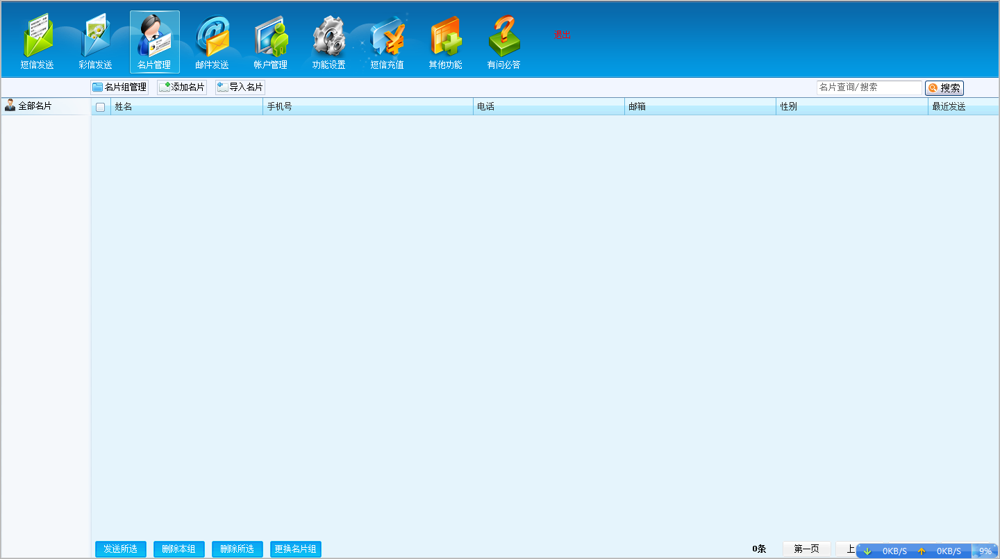 短信发送 彩信发送 名片管理 邮件发送 帐户管理 功能设置 短信充值 其他功能 有问必答
名片组管理 添加名片 导入名片 名片查询/搜索 搜索
全部名片 姓名 手机号 电话 邮箱 性别 最近发送
发送所选 删除本组 删除所选 更换名片组 0条 第一页 上
0KB/S 0KB/S 9%